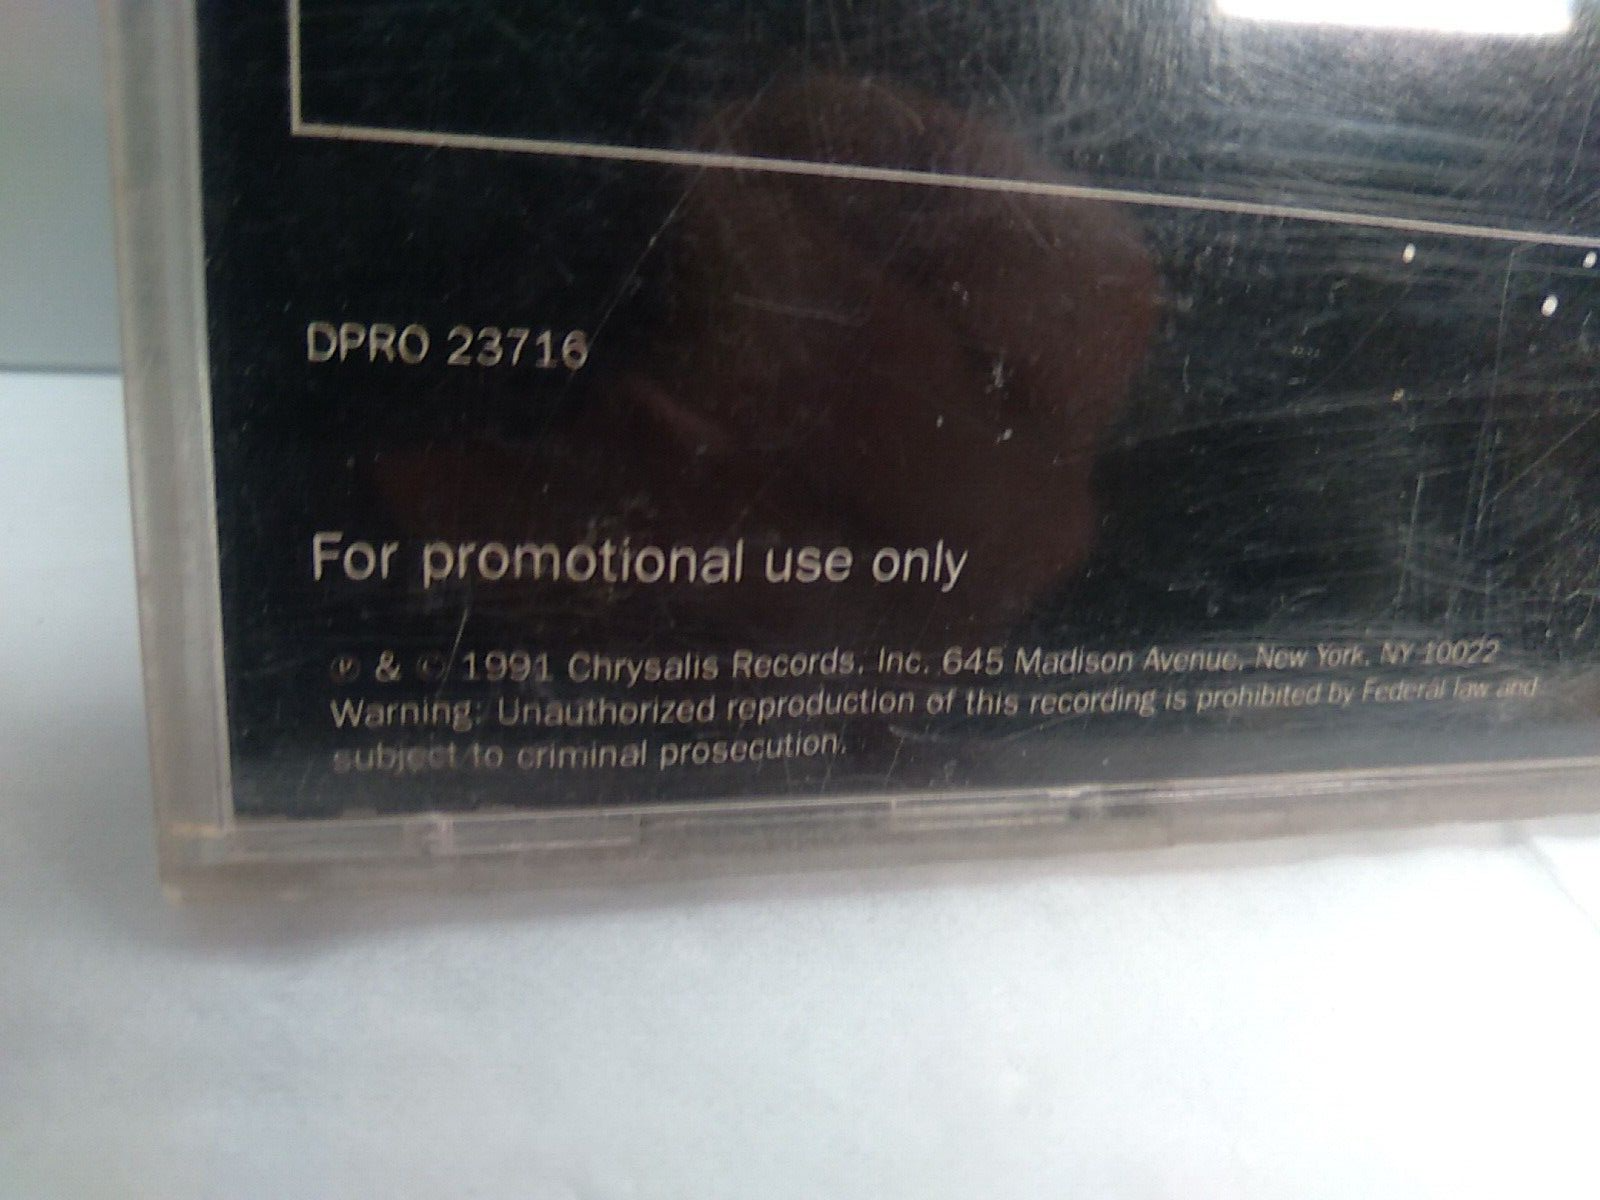 DPRO 23716
For promotional use only
℗ & © 1991 Chrysalis Records, Inc. 645 Madison Avenue, New York, NY 10022
Warning: Unauthorized reproduction of this recording is prohibited by Federal law and
subject to criminal prosecution.